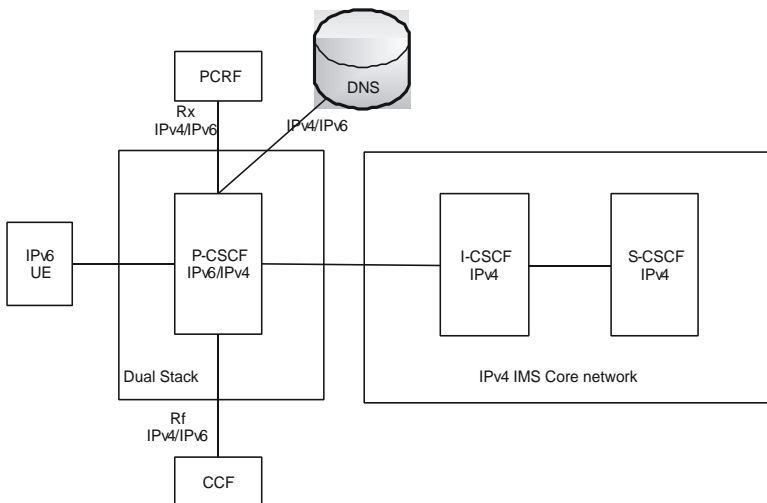 PCRF
DNS
Rx
IPv4/IPv6
IPv4/IPv6
IPv6
UE
P-CSCF
IPv6/IPv4
I-CSCF
IPv4
S-CSCF
IPv4
Dual Stack
IPv4 IMS Core network
Rf
IPv4/IPv6
CCF